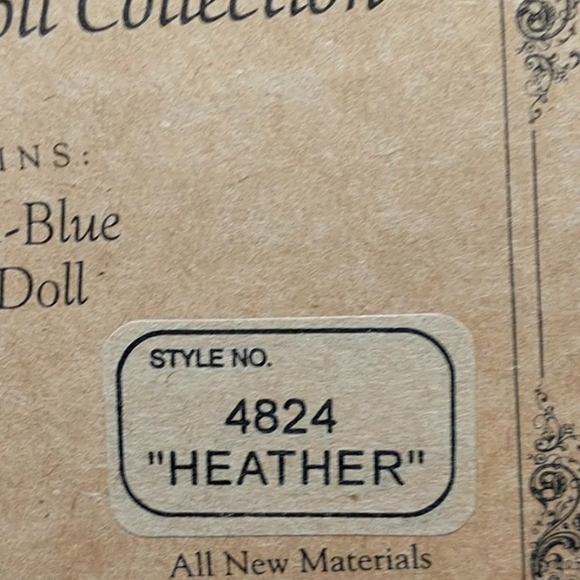 Collection
INS:
-Blue
Doll
STYLE NO.
4824
"HEATHER"
All New Materials